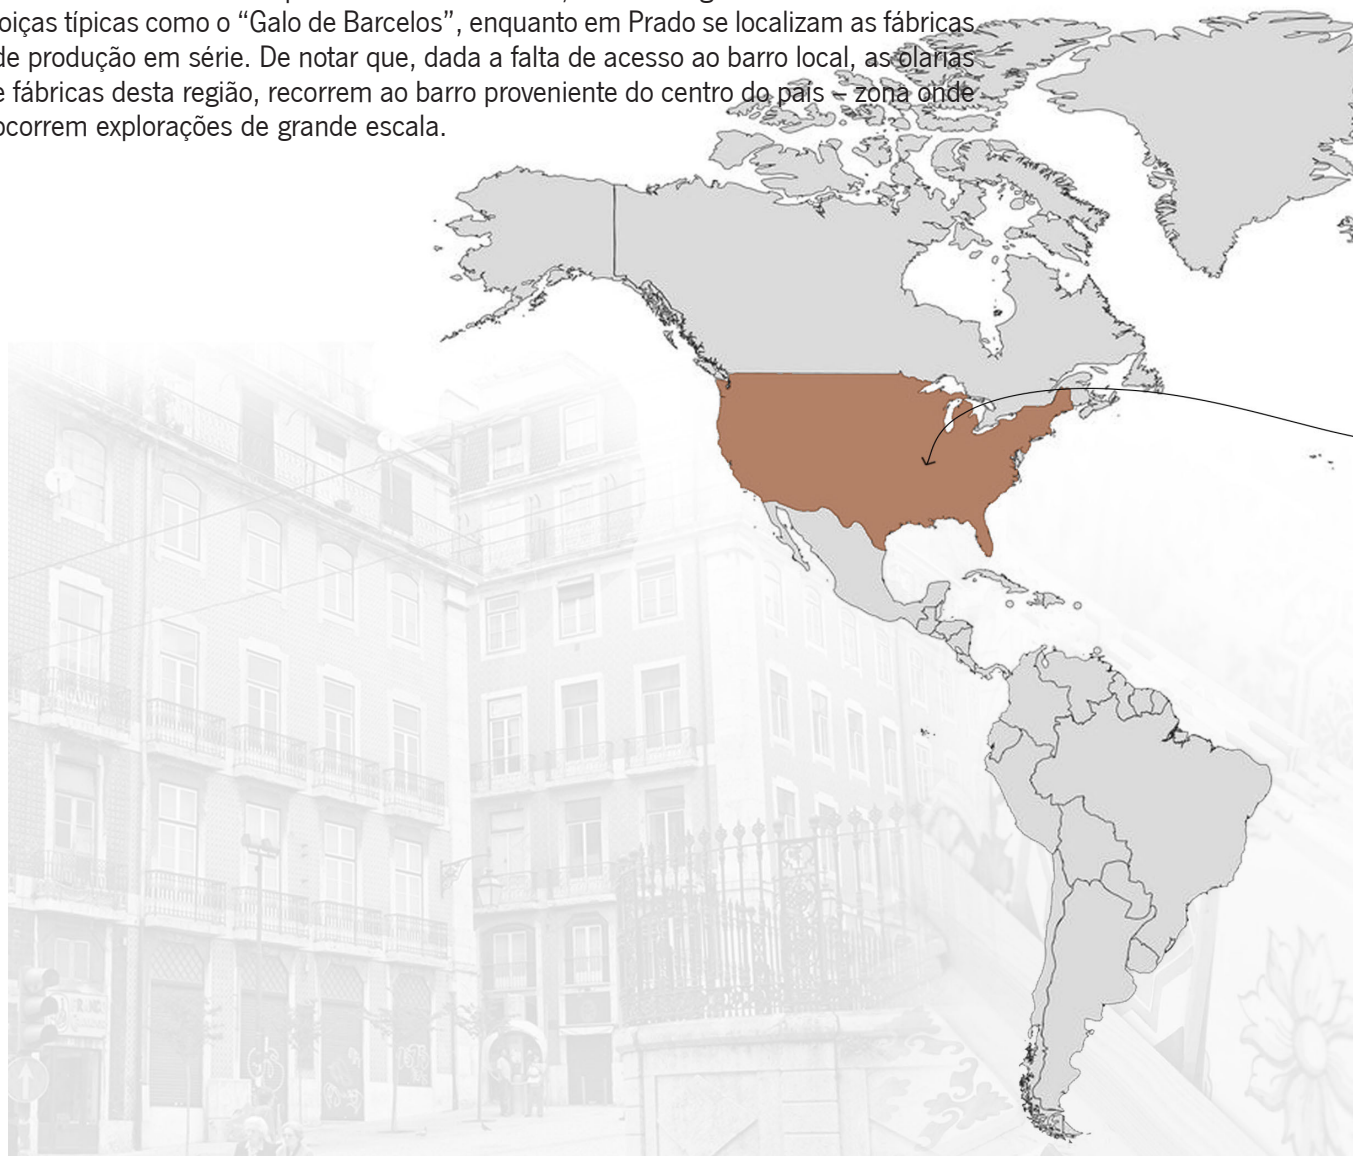 oiças típicas como o “Galo de Barcelos”, enquanto em Prado se localizam as fábricas
de produção em série. De notar que, dada a falta de acesso ao barro local, as olarias
e fábricas desta região, recorrem ao barro proveniente do centro do país – zona onde
ocorrem explorações de grande escala.